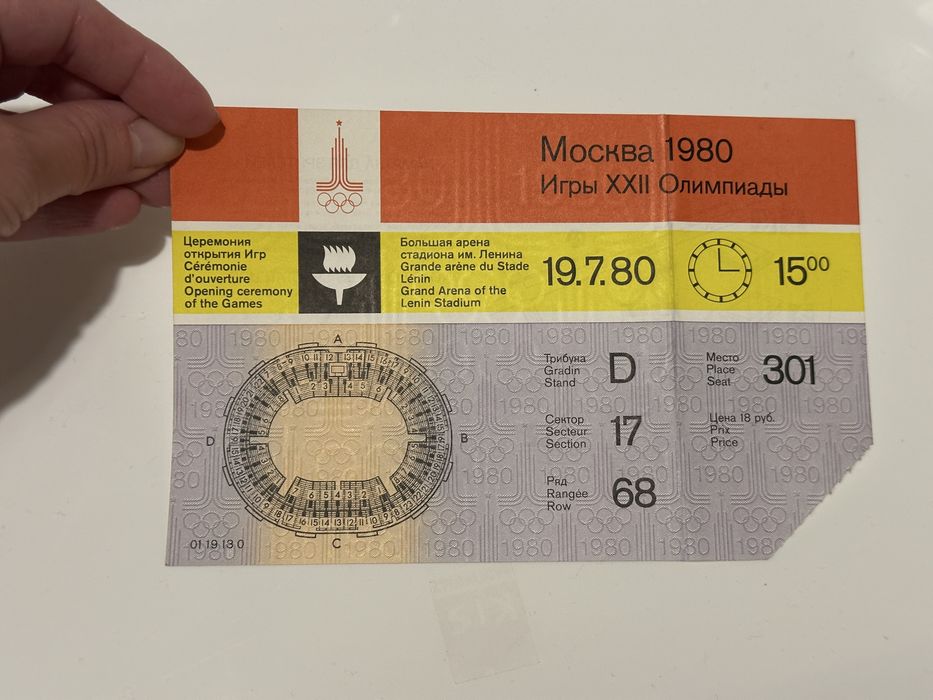 Москва 1980
Игры XXII Олимпиады
Церемония
открытия Игр
Cérémonie
d'ouverture
Opening ceremony
of the Games
Большая арена
стадиона им. Ленина
Grande arène du Stade
Lénin
Grand Arena of the
Lenin Stadium
19.7.80
15⁰⁰
A
B
C
D
Трибуна
Gradin
Stand
D
Место
Place
Seat
301
Сектор
Secteur
Section
17
Цена 18 руб.
Prix
Price
Ряд
Rangée
Row
68
01 19 13 0
1980